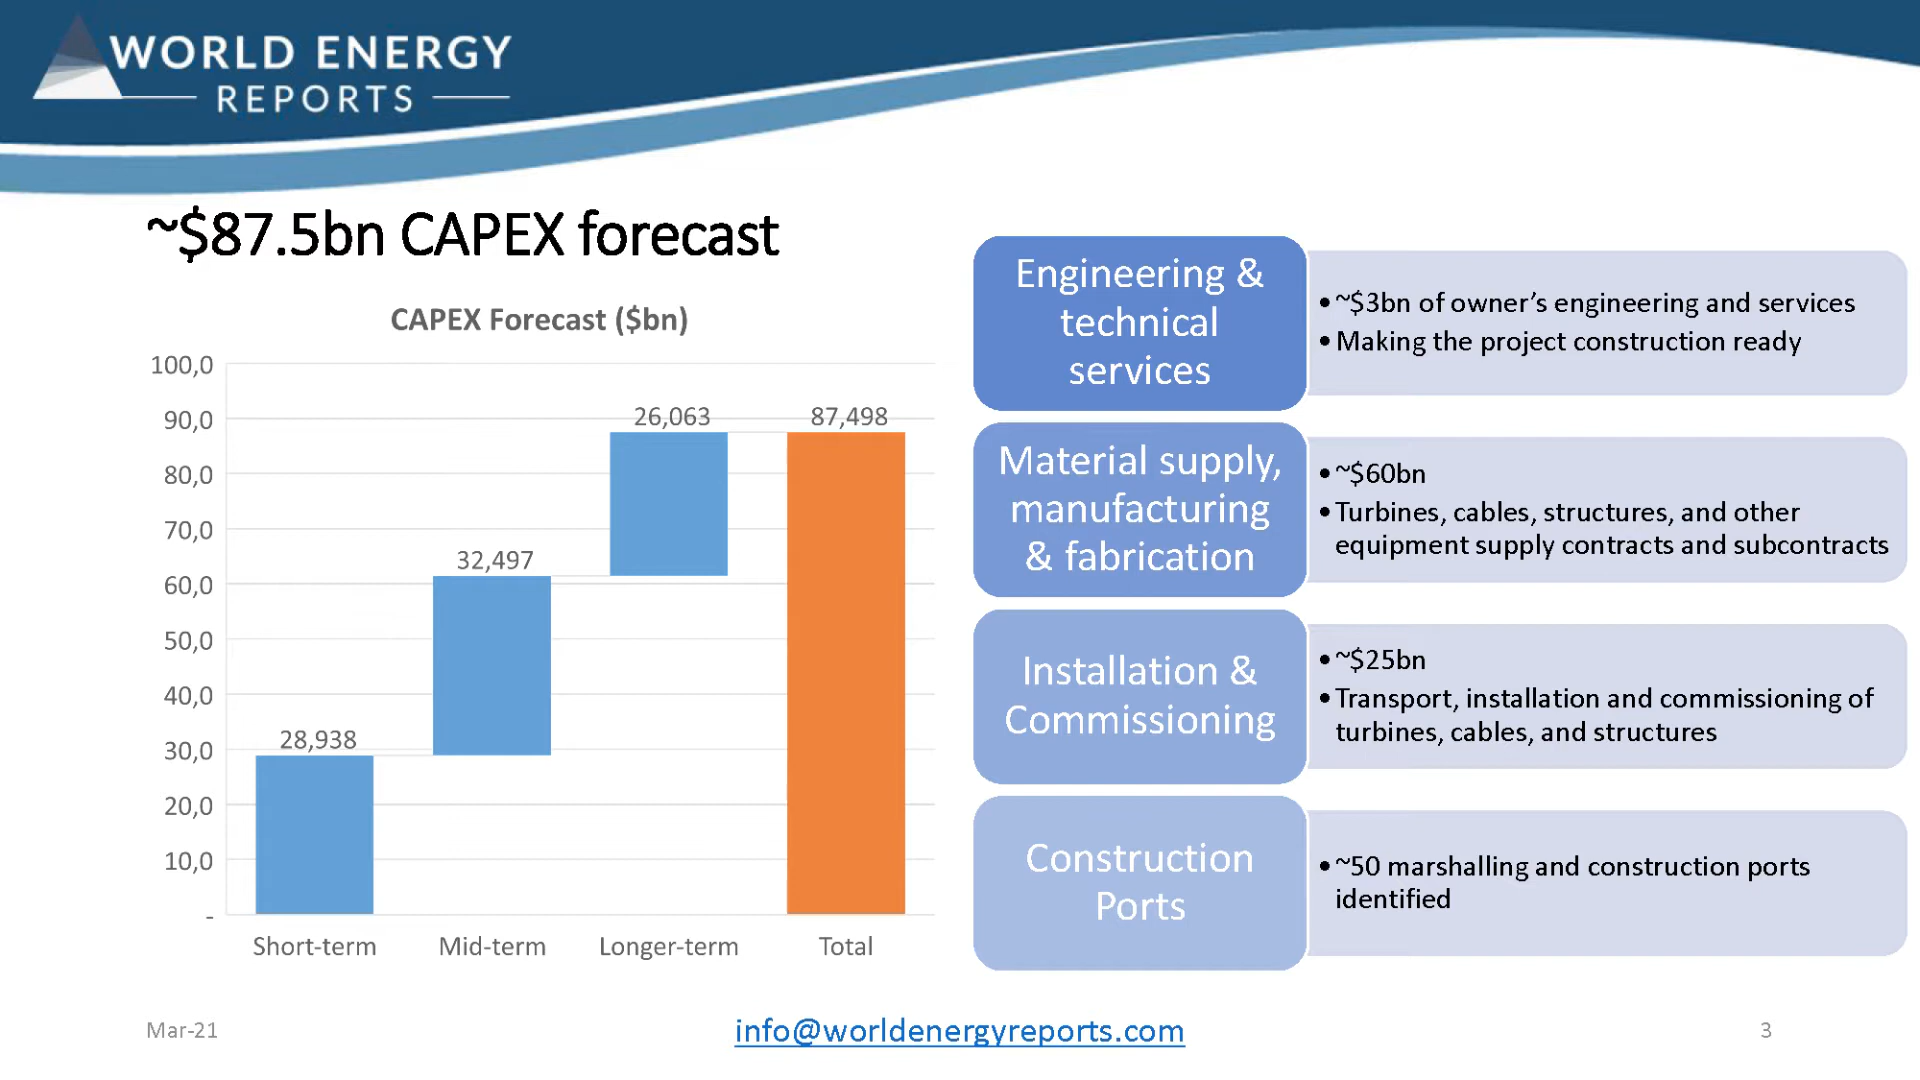 WORLD ENERGY
REPORTS
~$87.5bn CAPEX forecast
CAPEX Forecast ($bn)
100,0
90,0
80,0
70,0
60,0
50,0
40,0
30,0
20,0
10,0
-
28,938
32,497
26,063
87,498
Short-term
Mid-term
Longer-term
Total
Engineering &
technical
services
•~$3bn of owner’s engineering and services
•Making the project construction ready
Material supply,
manufacturing
& fabrication
•~$60bn
•Turbines, cables, structures, and other
equipment supply contracts and subcontracts
Installation &
Commissioning
•~$25bn
•Transport, installation and commissioning of
turbines, cables, and structures
Construction
Ports
•~50 marshalling and construction ports
identified
Mar-21
info@worldenergyreports.com
3